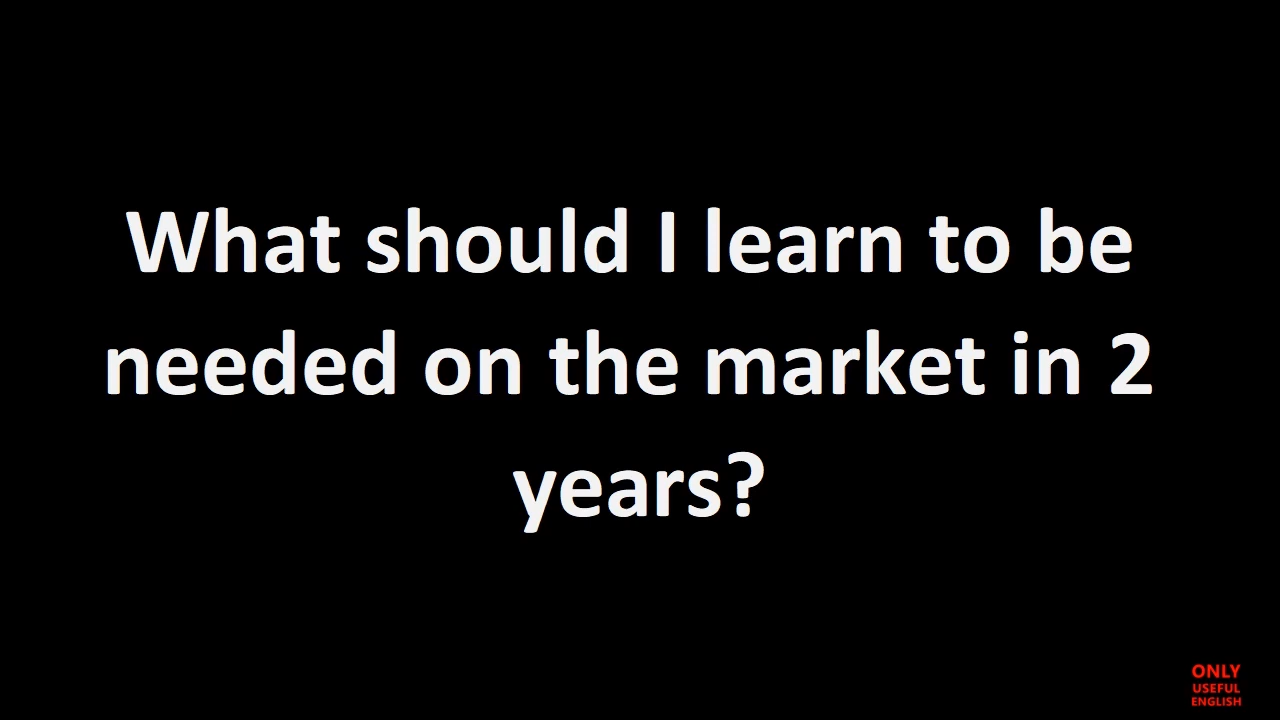 What should I learn to be
needed on the market in 2
years?
ONLY
USEFUL
ENGLISH